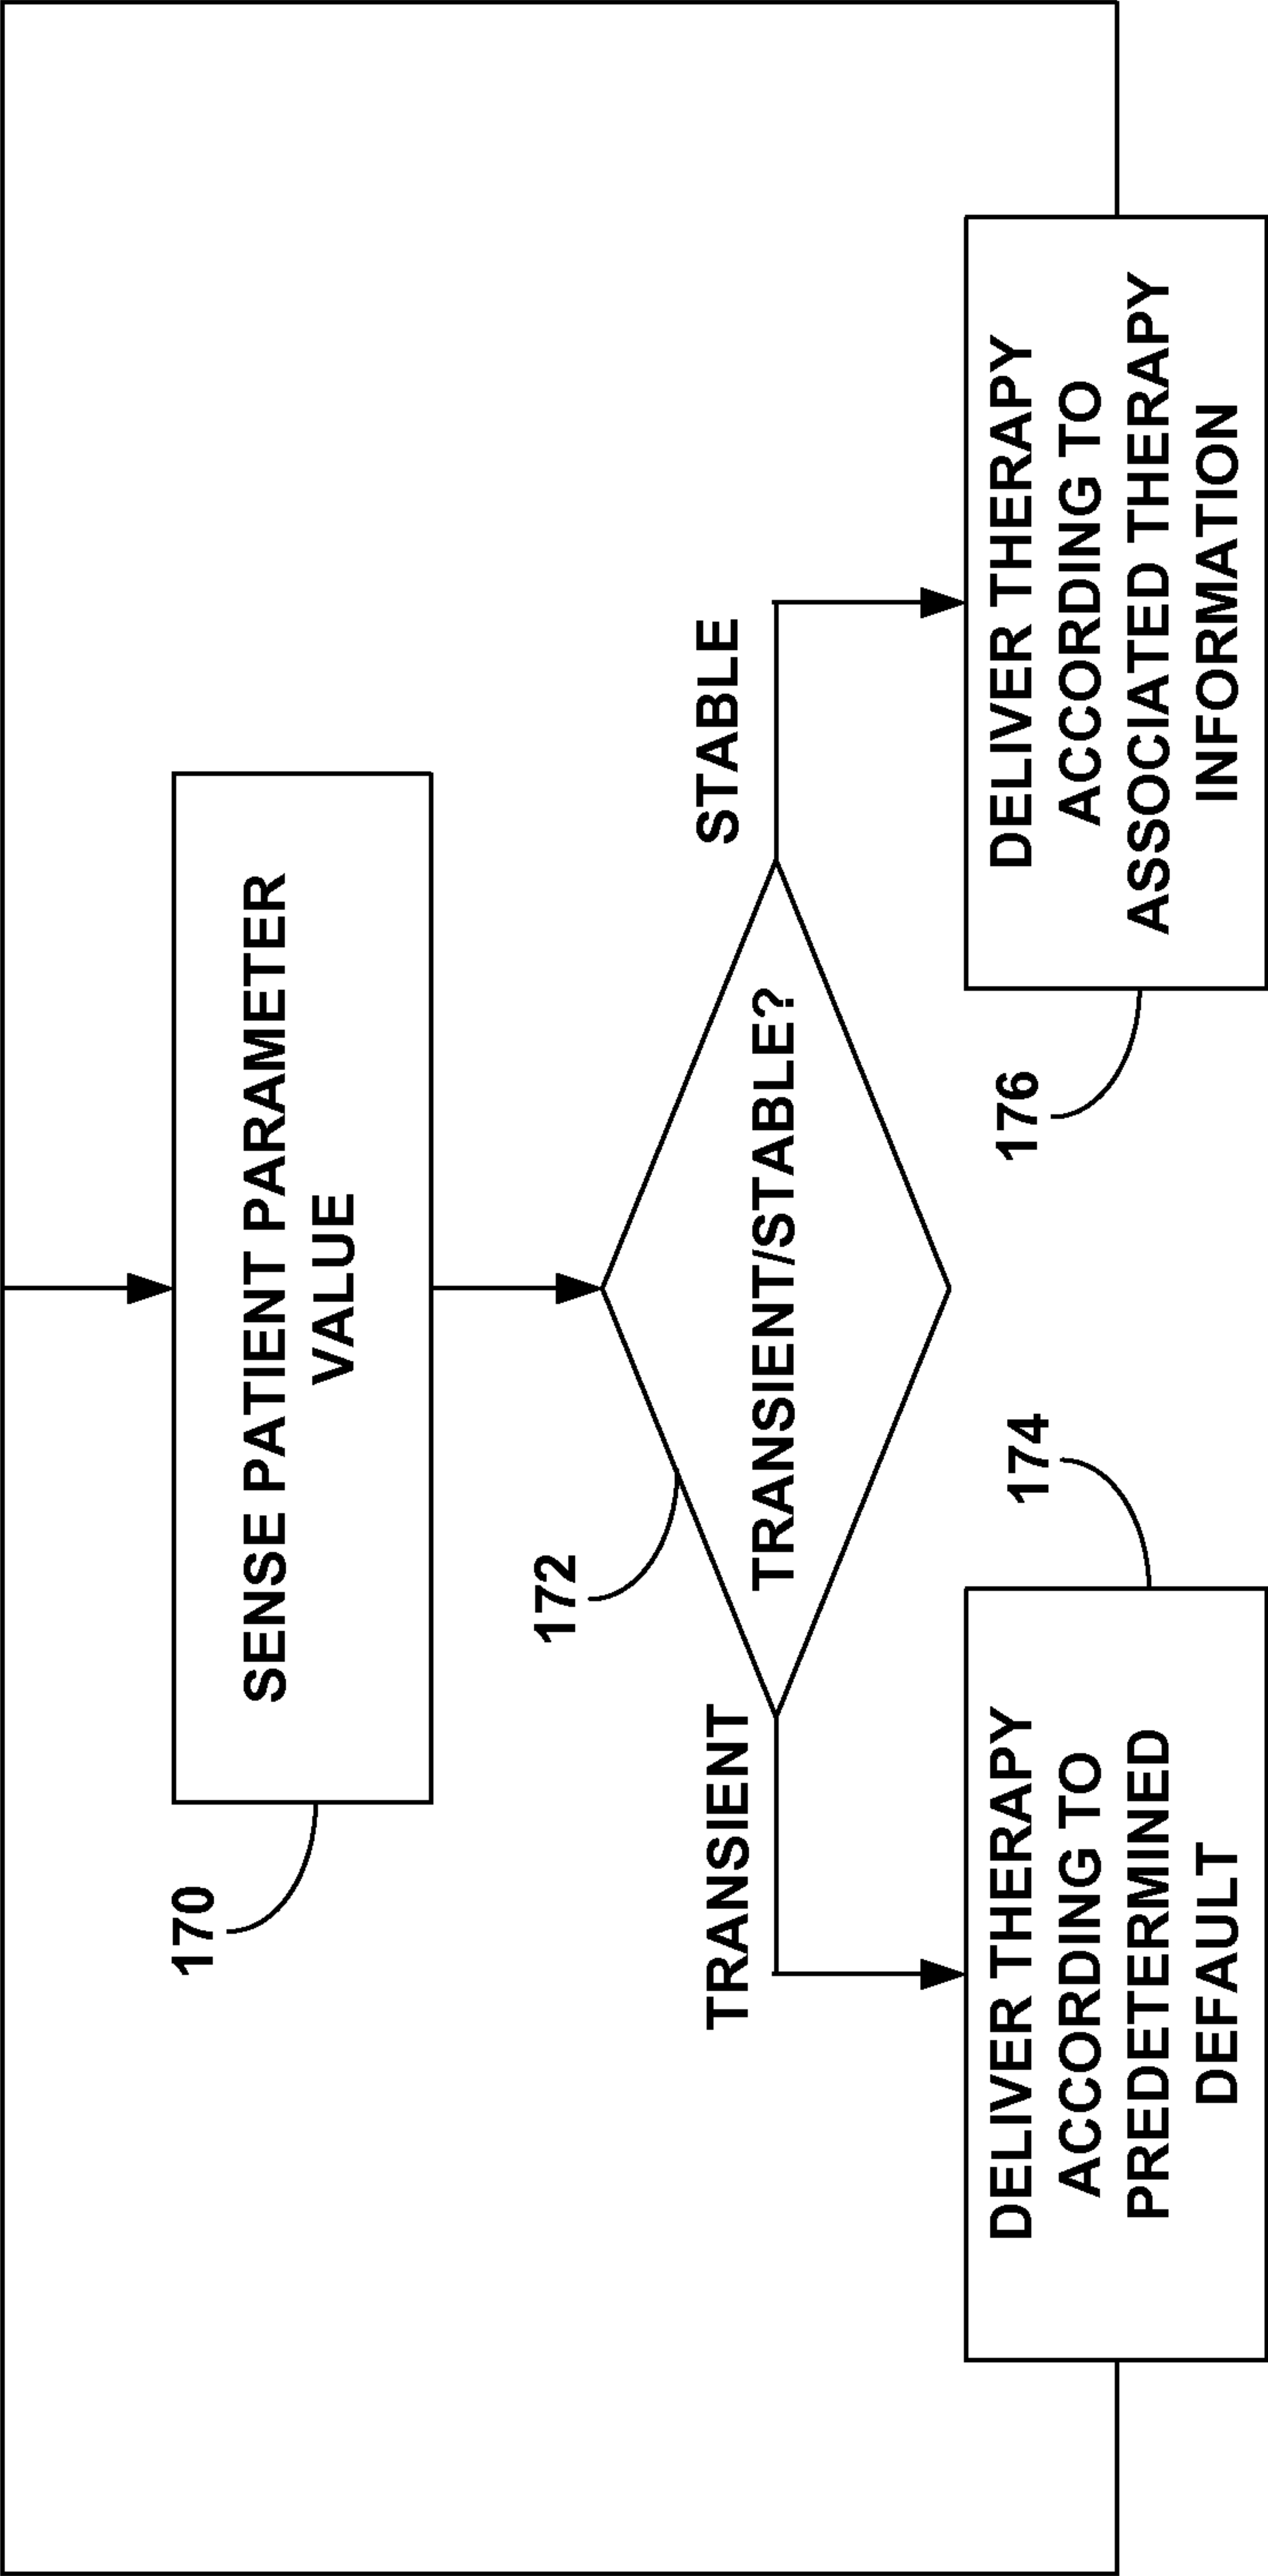 170
SENSE PATIENT PARAMETER
VALUE
172
TRANSIENT/STABLE?
TRANSIENT
STABLE
DELIVER THERAPY
ACCORDING TO
PREDETERMINED
DEFAULT
174
176
DELIVER THERAPY
ACCORDING TO
ASSOCIATED THERAPY
INFORMATION